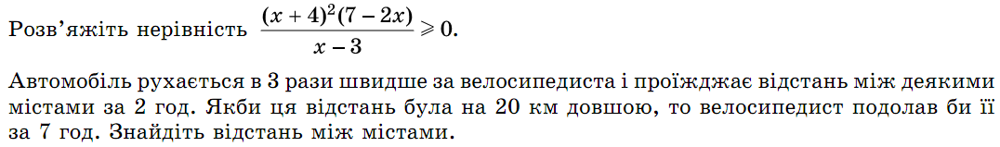 Розв’яжіть нерівність (x + 4)²(7 − 2x) / (x − 3) ⩾ 0.
Автомобіль рухається в 3 рази швидше за велосипедиста і проїжджає відстань між деякими
містами за 2 год. Якби ця відстань була на 20 км довшою, то велосипедист подолав би її
за 7 год. Знайдіть відстань між містами.